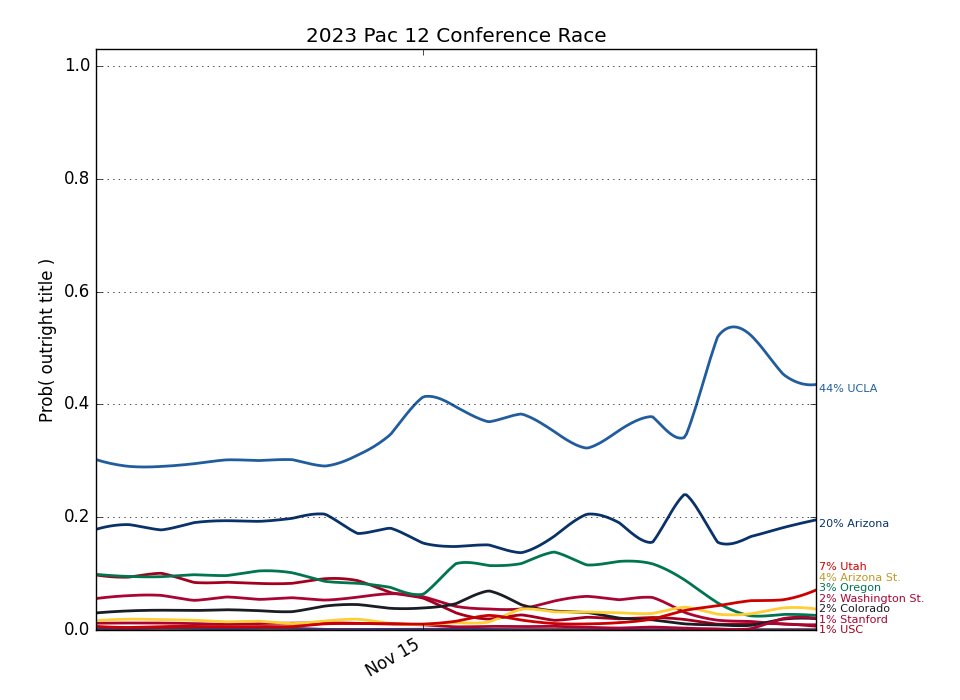 2023 Pac 12 Conference Race
Prob( outright title )
1.0
0.8
0.6
0.4
0.2
0.0
Nov 15
44% UCLA
20% Arizona
7% Utah
4% Arizona St.
3% Oregon
2% Washington St.
2% Colorado
1% Stanford
1% USC